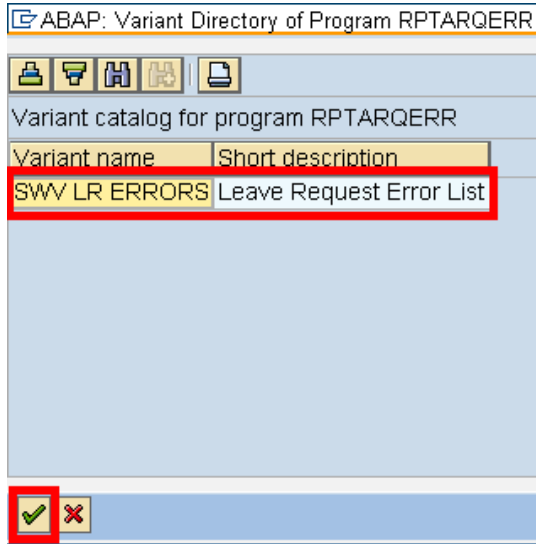 ABAP: Variant Directory of Program RPTARQERR
Variant catalog for program RPTARQERR
Variant name Short description
SWV LR ERRORS Leave Request Error List